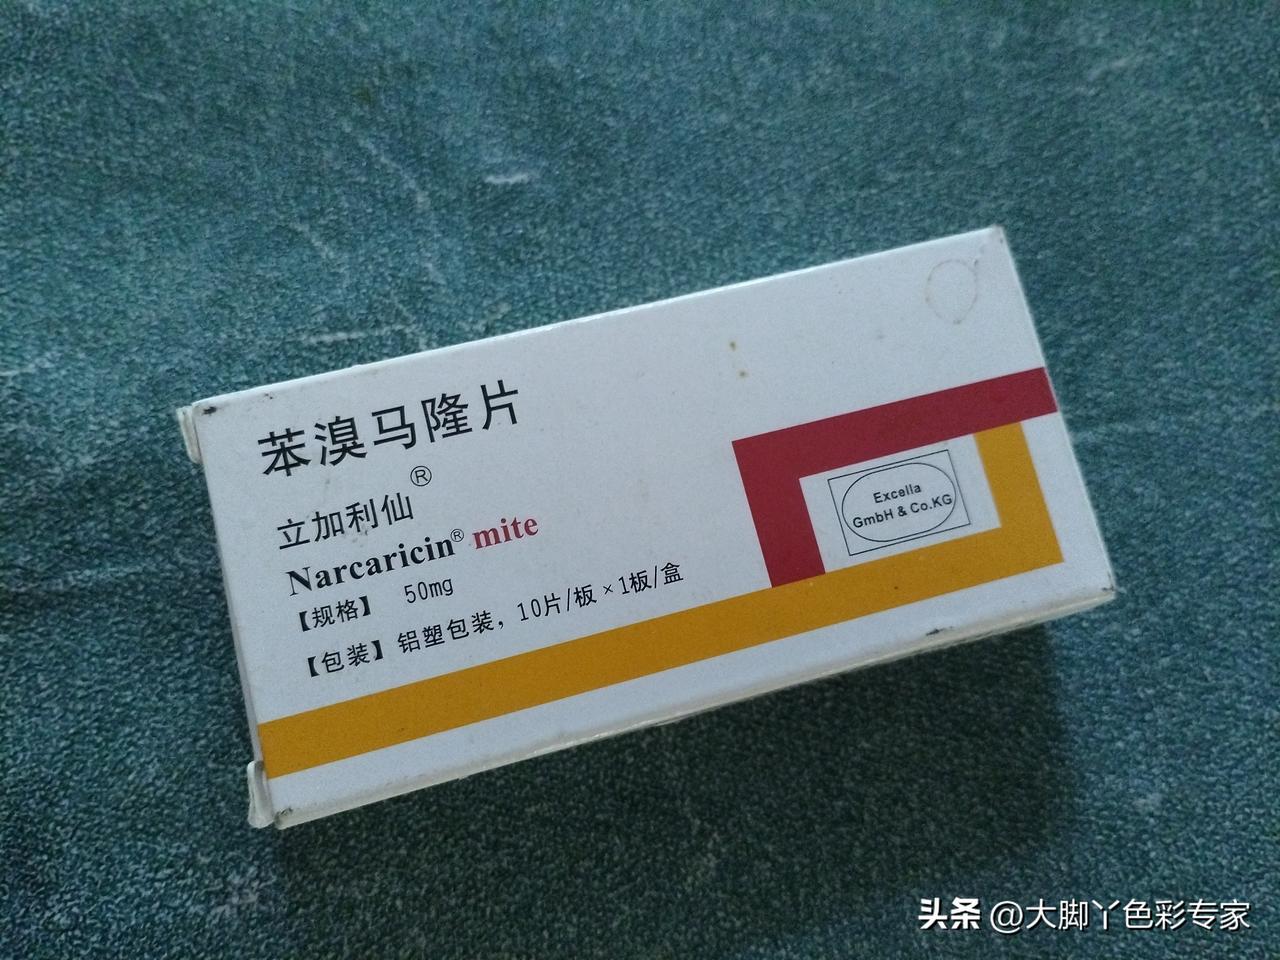 苯溴马隆片
立加利仙®
Narcaricin® mite
【规格】 50mg
【包装】铝塑包装，10片/板×1板/盒
Excella
GmbH & Co.KG
头条 @大脚丫色彩专家